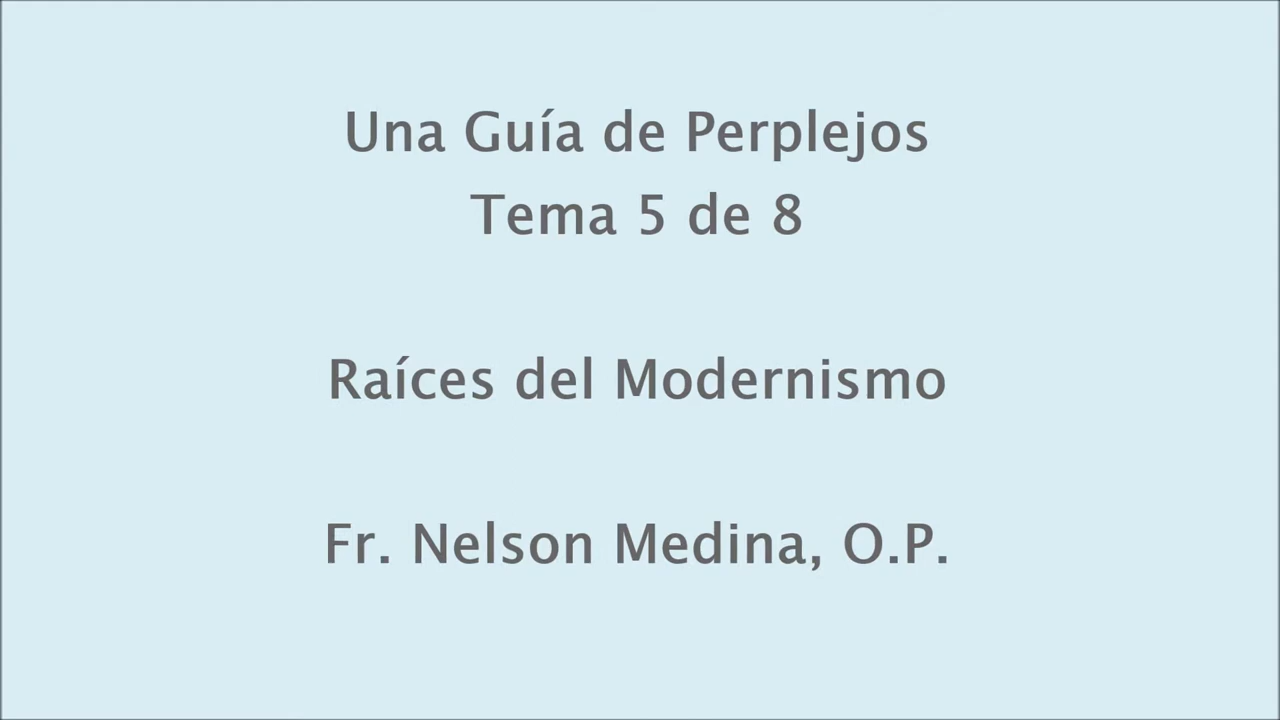 Una Guía de Perplejos
Tema 5 de 8
Raíces del Modernismo
Fr. Nelson Medina, O.P.